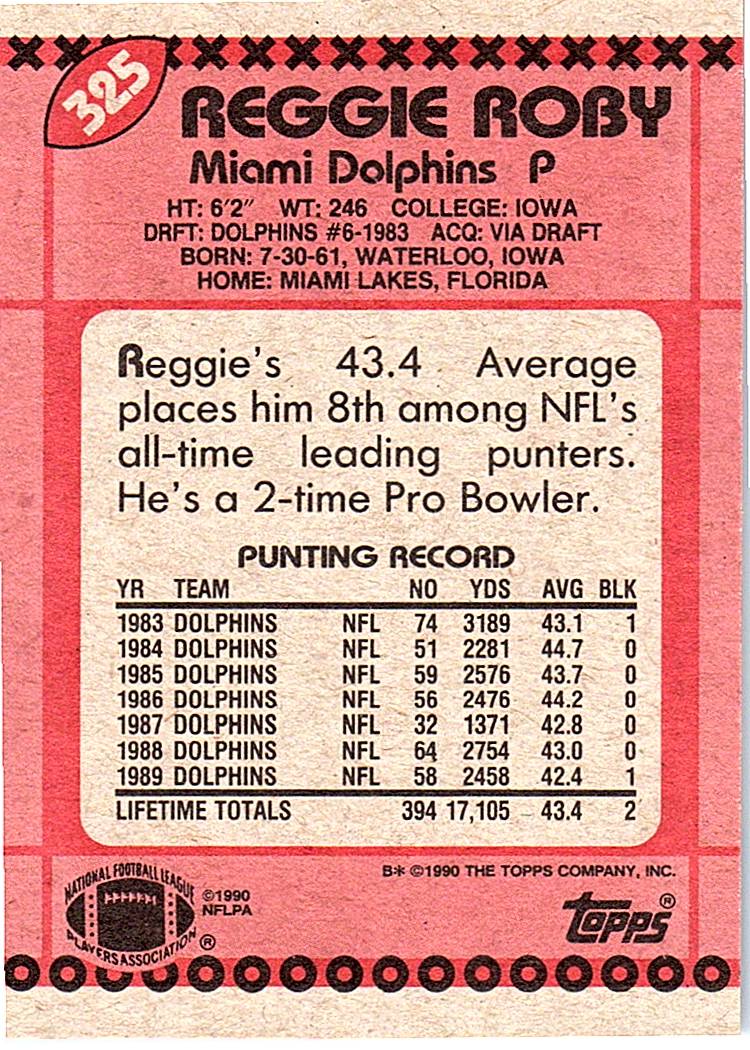 325
REGGIE ROBY
Miami Dolphins P
HT: 6'2" WT: 246 COLLEGE: IOWA
DRFT: DOLPHINS #6-1983 ACQ: VIA DRAFT
BORN: 7-30-61, WATERLOO, IOWA
HOME: MIAMI LAKES, FLORIDA
Reggie's 43.4 Average
places him 8th among NFL's
all-time leading punters.
He's a 2-time Pro Bowler.
PUNTING RECORD
YR TEAM NO YDS AVG BLK
1983 DOLPHINS NFL 74 3189 43.1 1
1984 DOLPHINS NFL 51 2281 44.7 0
1985 DOLPHINS NFL 59 2576 43.7 0
1986 DOLPHINS NFL 56 2476 44.2 0
1987 DOLPHINS NFL 32 1371 42.8 0
1988 DOLPHINS NFL 64 2754 43.0 0
1989 DOLPHINS NFL 58 2458 42.4 1
LIFETIME TOTALS 394 17,105 43.4 2
B* ©1990 THE TOPPS COMPANY, INC.
NATIONAL FOOTBALL LEAGUE
PLAYERS ASSOCIATION ®
©1990
NFLPA
topps ®